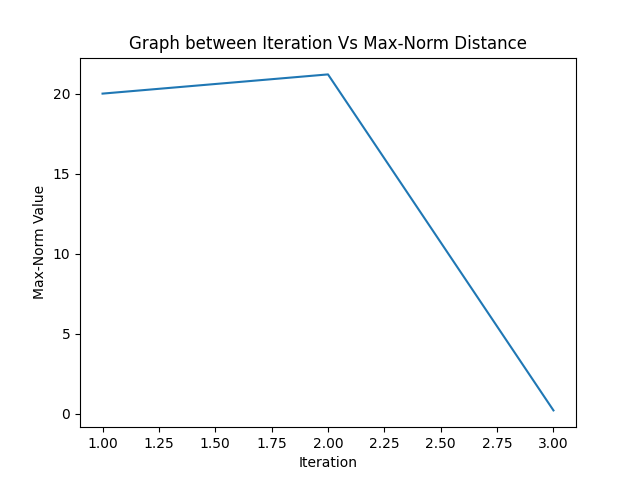 Graph between Iteration Vs Max-Norm Distance
Max-Norm Value
20
15
10
5
0
1.00 1.25 1.50 1.75 2.00 2.25 2.50 2.75 3.00
Iteration